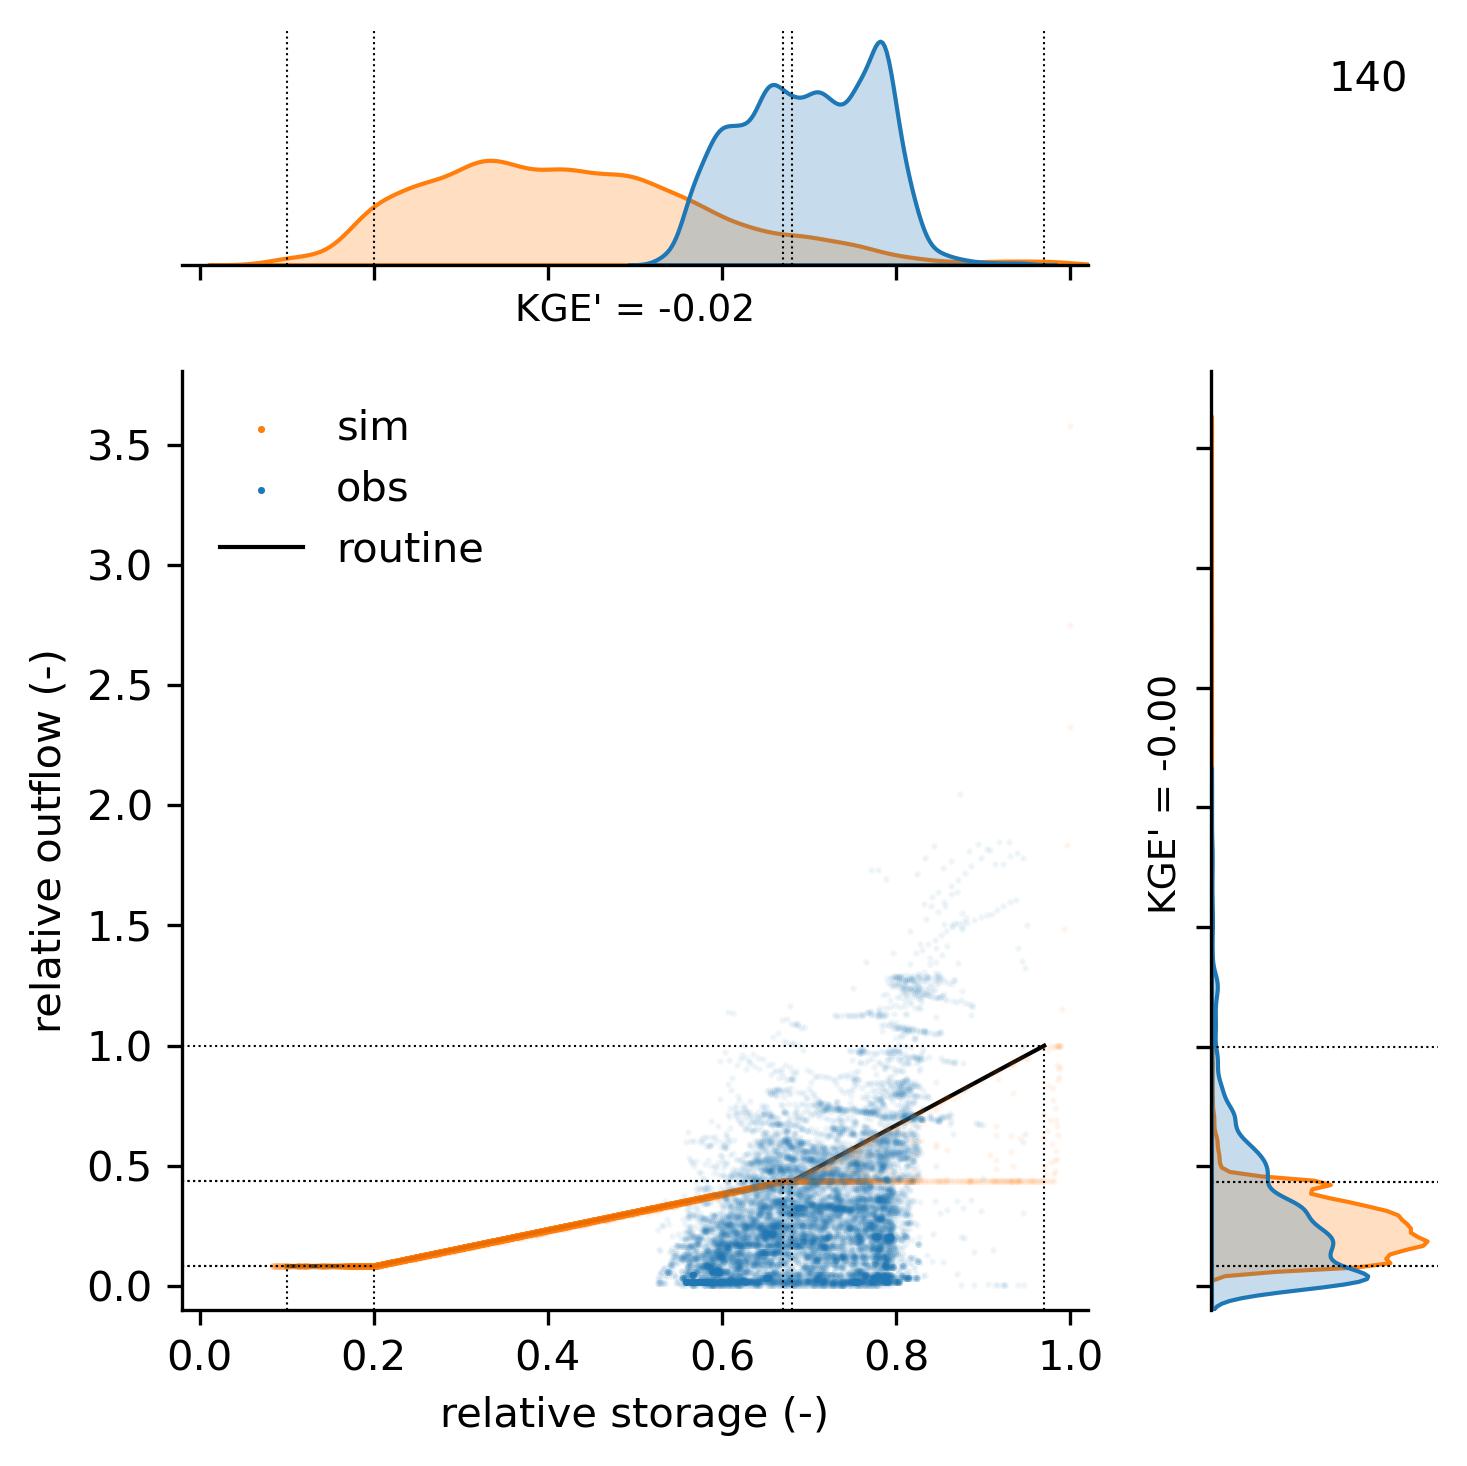 140
KGE' = -0.02
sim
obs
routine
3.5
3.0
2.5
2.0
1.5
1.0
0.5
0.0
relative outflow (-)
KGE' = -0.00
0.0 0.2 0.4 0.6 0.8 1.0
relative storage (-)